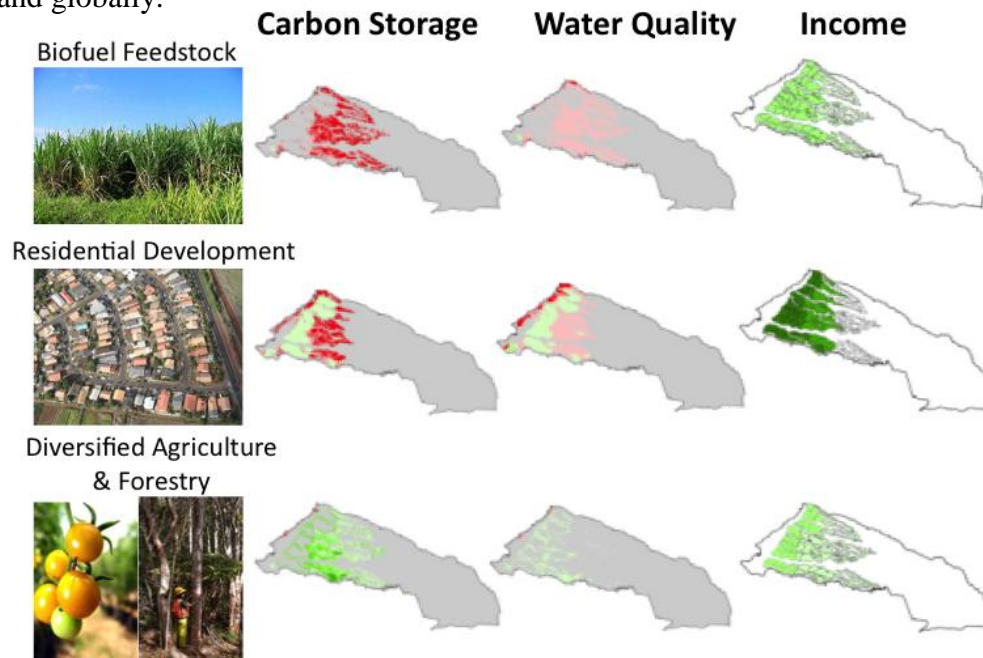 and globally.
Carbon Storage Water Quality Income
Biofuel Feedstock
Residential Development
Diversified Agriculture
& Forestry